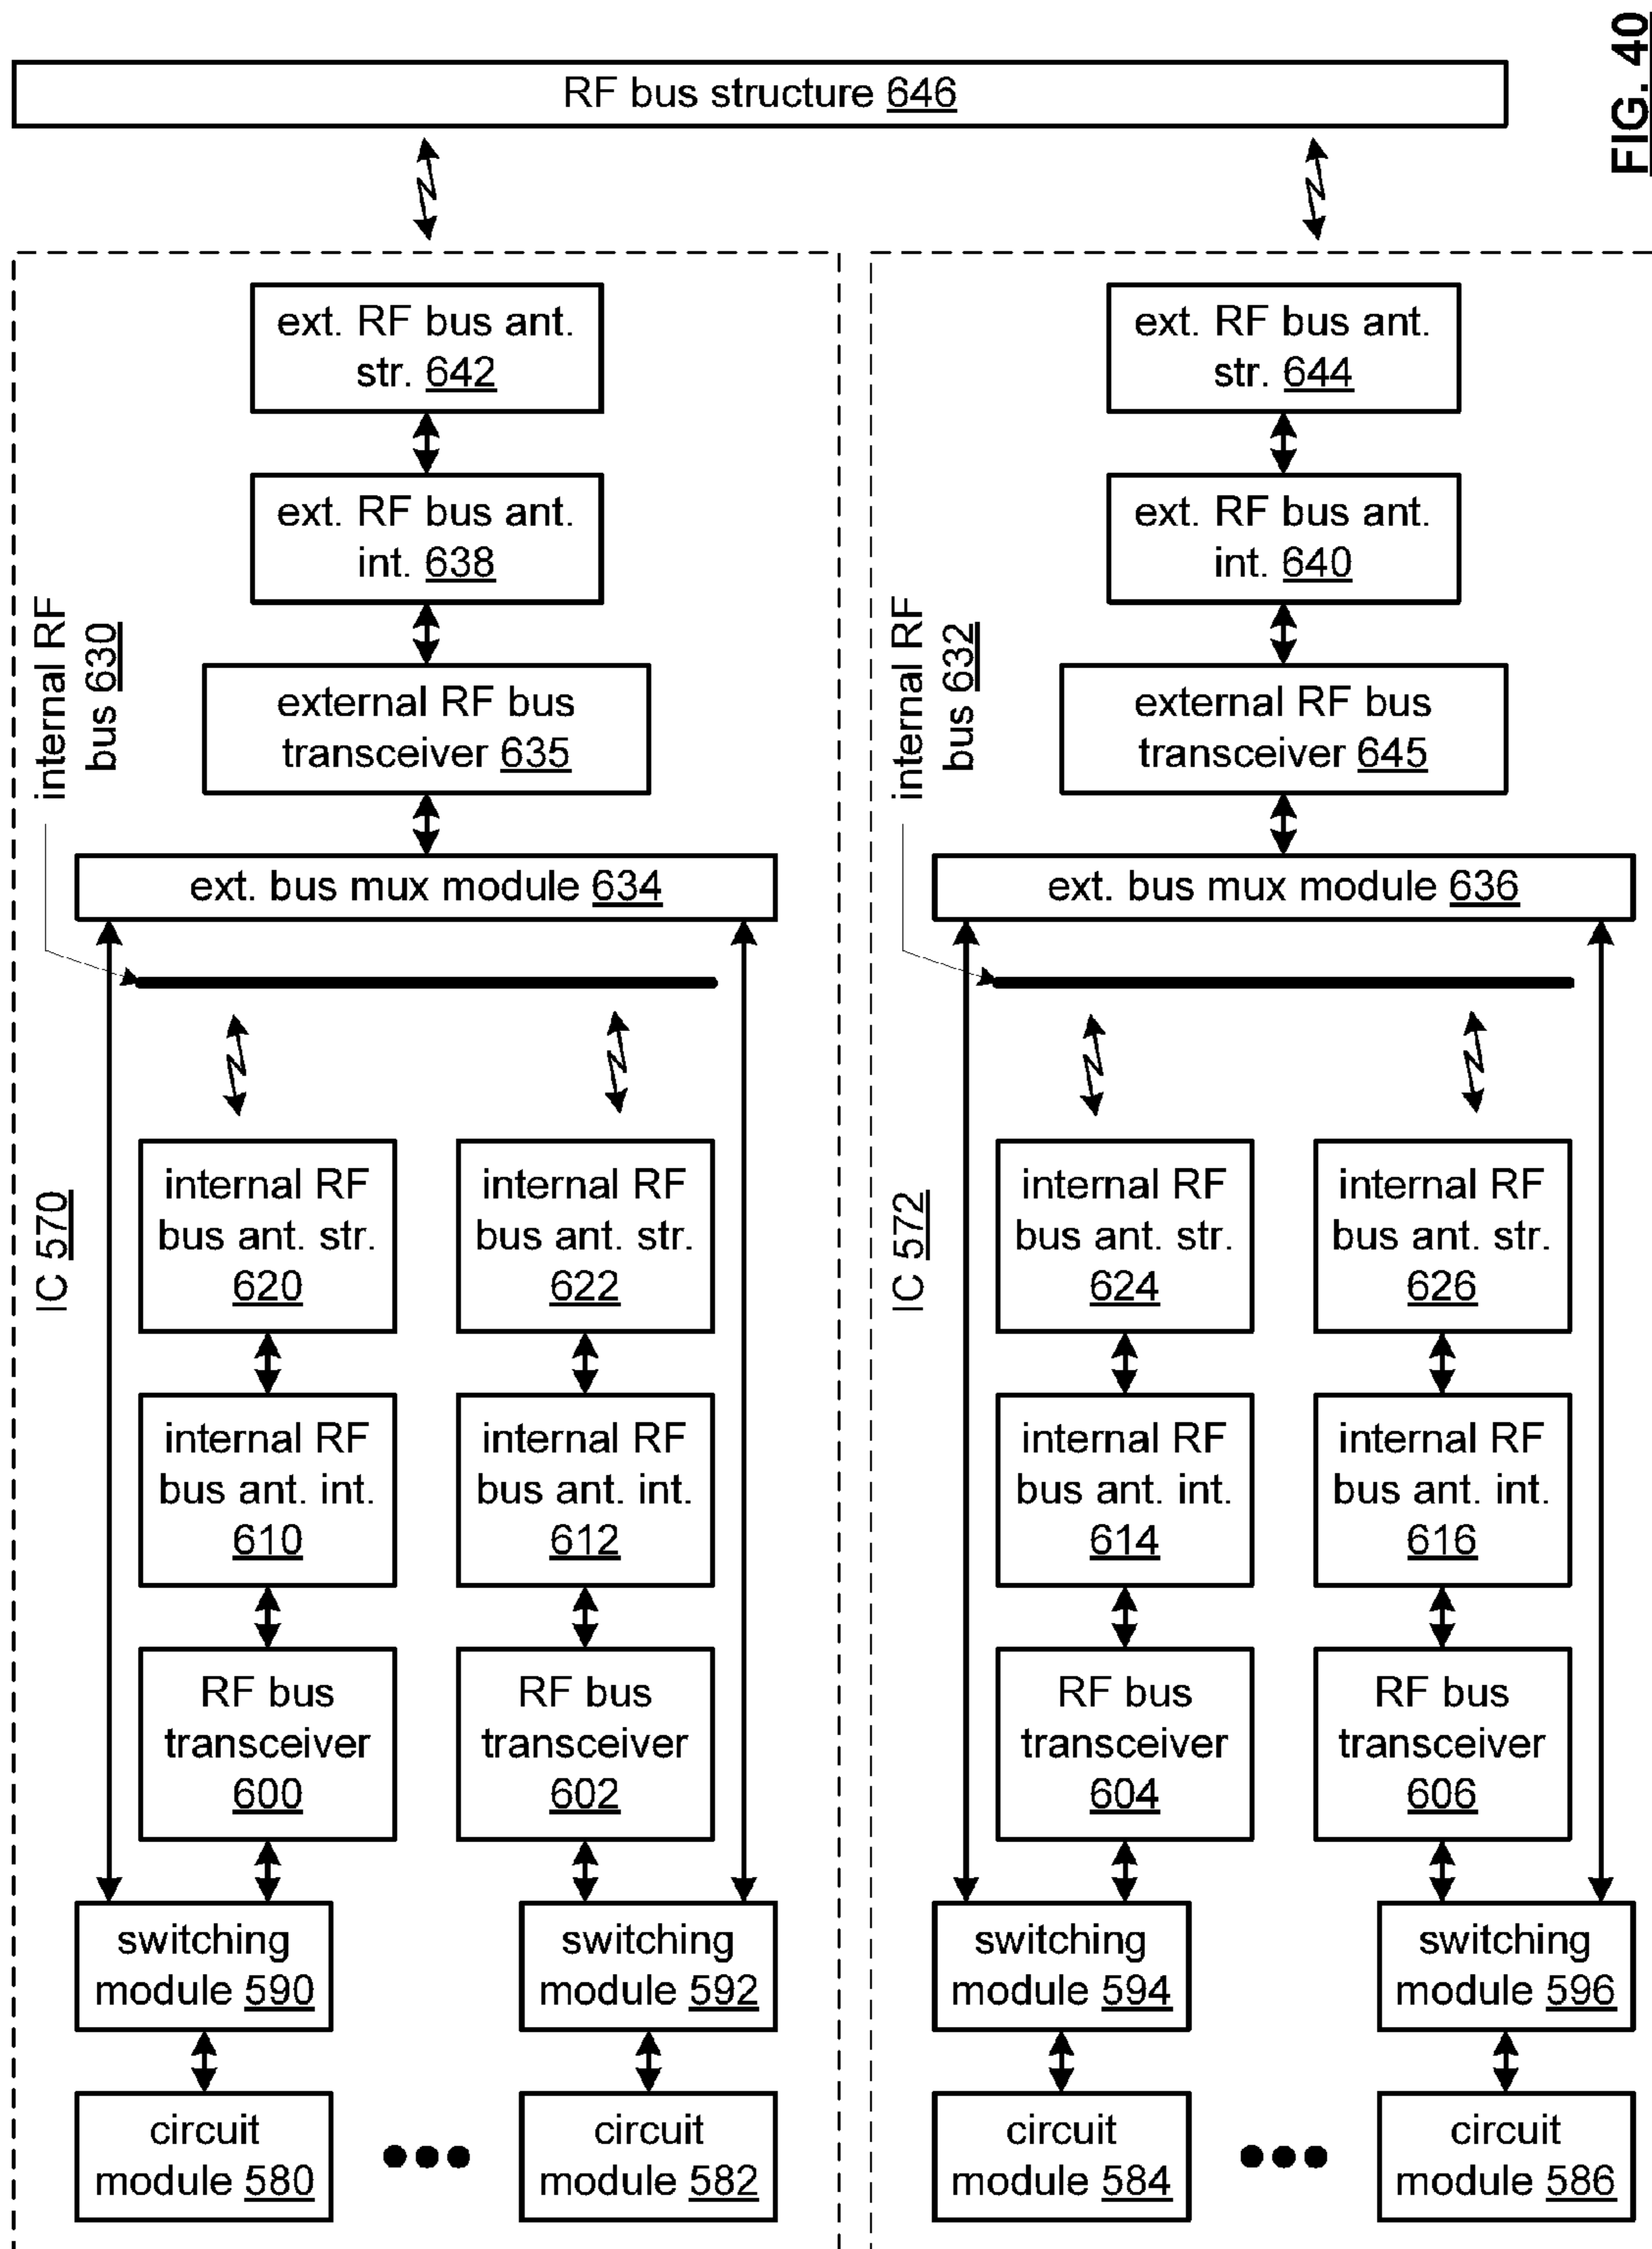 RF bus structure 646
FIG. 40
ext. RF bus ant.
str. 642
ext. RF bus ant.
int. 638
internal RF
bus 630
external RF bus
transceiver 635
ext. bus mux module 634
IC 570
internal RF
bus ant. str.
620
internal RF
bus ant. str.
622
internal RF
bus ant. int.
610
internal RF
bus ant. int.
612
RF bus
transceiver
600
RF bus
transceiver
602
switching
module 590
switching
module 592
circuit
module 580
circuit
module 582
ext. RF bus ant.
str. 644
ext. RF bus ant.
int. 640
internal RF
bus 632
external RF bus
transceiver 645
ext. bus mux module 636
IC 572
internal RF
bus ant. str.
624
internal RF
bus ant. str.
626
internal RF
bus ant. int.
614
internal RF
bus ant. int.
616
RF bus
transceiver
604
RF bus
transceiver
606
switching
module 594
switching
module 596
circuit
module 584
circuit
module 586